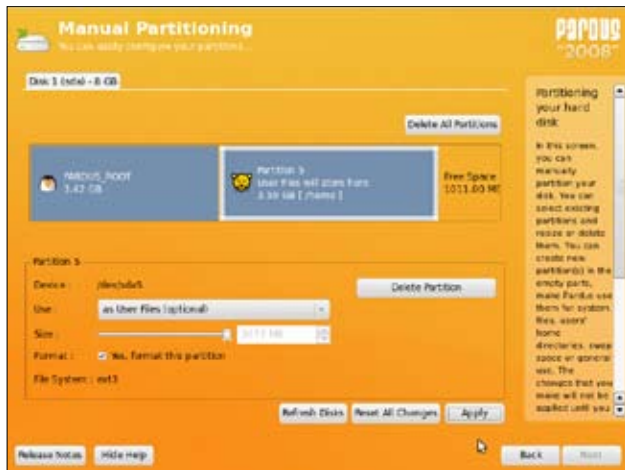 Manual Partitioning
You can easily configure your partitions...
PARDUS
"2008"
Disk 1 (sda) - 8 GB
Delete All Partitions
PARDUS_ROOT
3.42 GB
Partition 5
User files will store here
[ /home ]
Free Space
Partition 5
Device : /dev/sda5
Delete Partition
Use : as User Files (optional)
Size : MB
Format : Yes, format this partition
File System : ext3
Refresh Disks
Reset All Changes
Apply
Release Notes
Hide Help
Back
Next
Partitioning
your hard
disk
In this screen,
you can
manually
partition your
disk. You can
select existing
partitions and
resize or delete
them. You can
create new
partition(s) in the
empty parts,
make Pardus use
them for system
files, users'
home
directories, swap
space or general
use. The
changes that you
make will not be
applied until you